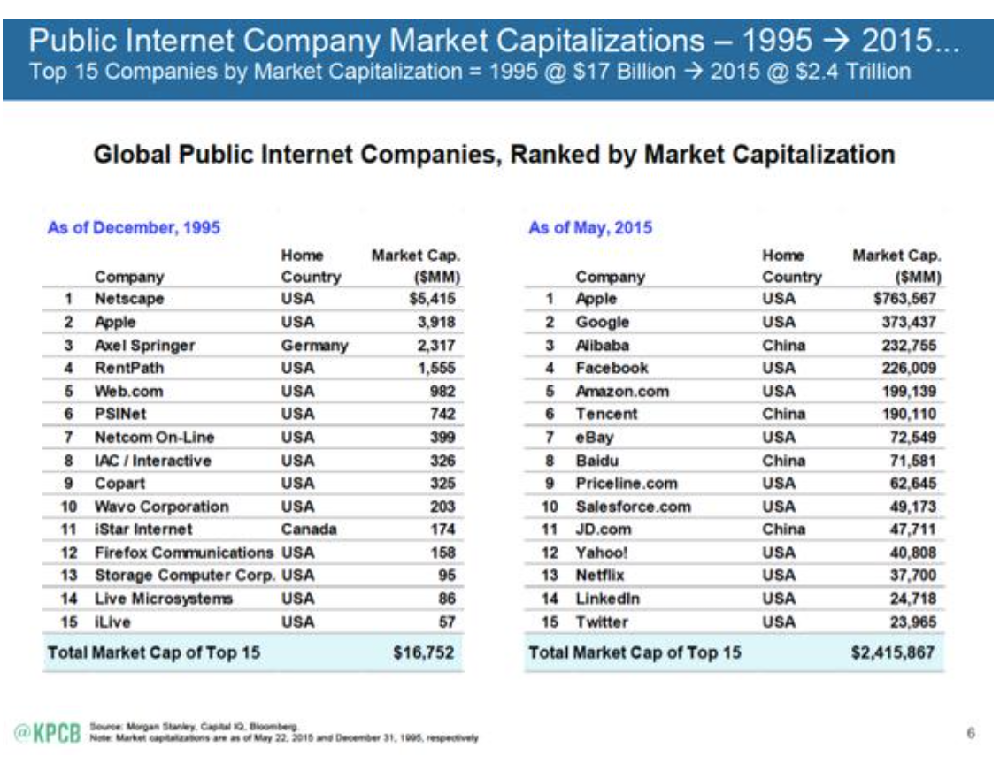 Public Internet Company Market Capitalizations – 1995 → 2015...
Top 15 Companies by Market Capitalization = 1995 @ $17 Billion → 2015 @ $2.4 Trillion
Global Public Internet Companies, Ranked by Market Capitalization
As of December, 1995
Home Market Cap.
Company Country ($MM)
1 Netscape USA $5,415
2 Apple USA 3,918
3 Axel Springer Germany 2,317
4 RentPath USA 1,555
5 Web.com USA 982
6 PSINet USA 742
7 Netcom On-Line USA 399
8 IAC / Interactive USA 326
9 Copart USA 325
10 Wavo Corporation USA 203
11 iStar Internet Canada 174
12 Firefox Communications USA 158
13 Storage Computer Corp. USA 95
14 Live Microsystems USA 86
15 iLive USA 57
Total Market Cap of Top 15 $16,752
As of May, 2015
Home Market Cap.
Company Country ($MM)
1 Apple USA $763,567
2 Google USA 373,437
3 Alibaba China 232,755
4 Facebook USA 226,009
5 Amazon.com USA 199,139
6 Tencent China 190,110
7 eBay USA 72,549
8 Baidu China 71,581
9 Priceline.com USA 62,645
10 Salesforce.com USA 49,173
11 JD.com China 47,711
12 Yahoo! USA 40,808
13 Netflix USA 37,700
14 LinkedIn USA 24,718
15 Twitter USA 23,965
Total Market Cap of Top 15 $2,415,867
@KPCB
Source: Morgan Stanley, Capital IQ, Bloomberg.
Note: Market capitalizations are as of May 22, 2015 and December 31, 1995, respectively
6